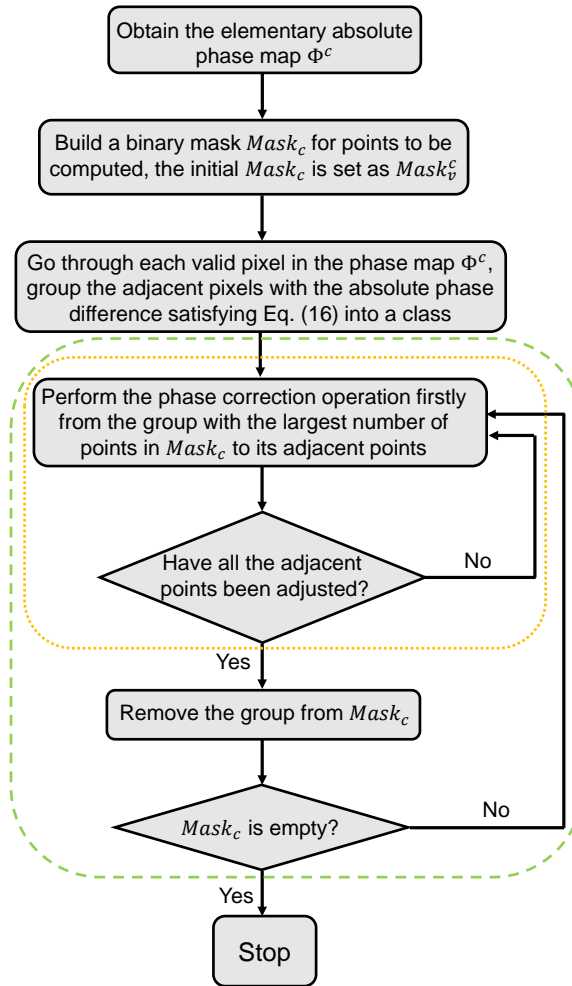 Obtain the elementary absolute
phase map Φᶜ
Build a binary mask Mask_c for points to be
computed, the initial Mask_c is set as Mask_v^c
Go through each valid pixel in the phase map Φᶜ,
group the adjacent pixels with the absolute phase
difference satisfying Eq. (16) into a class
Perform the phase correction operation firstly
from the group with the largest number of
points in Mask_c to its adjacent points
Have all the adjacent
points been adjusted?
No
Yes
Remove the group from Mask_c
Mask_c is empty?
No
Yes
Stop